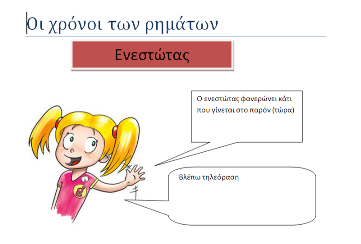 Οι χρόνοι των ρημάτων
Ενεστώτας
Ο ενεστώτας φανερώνει κάτι
που γίνεται στο παρόν (τώρα)
Βλέπω τηλεόραση